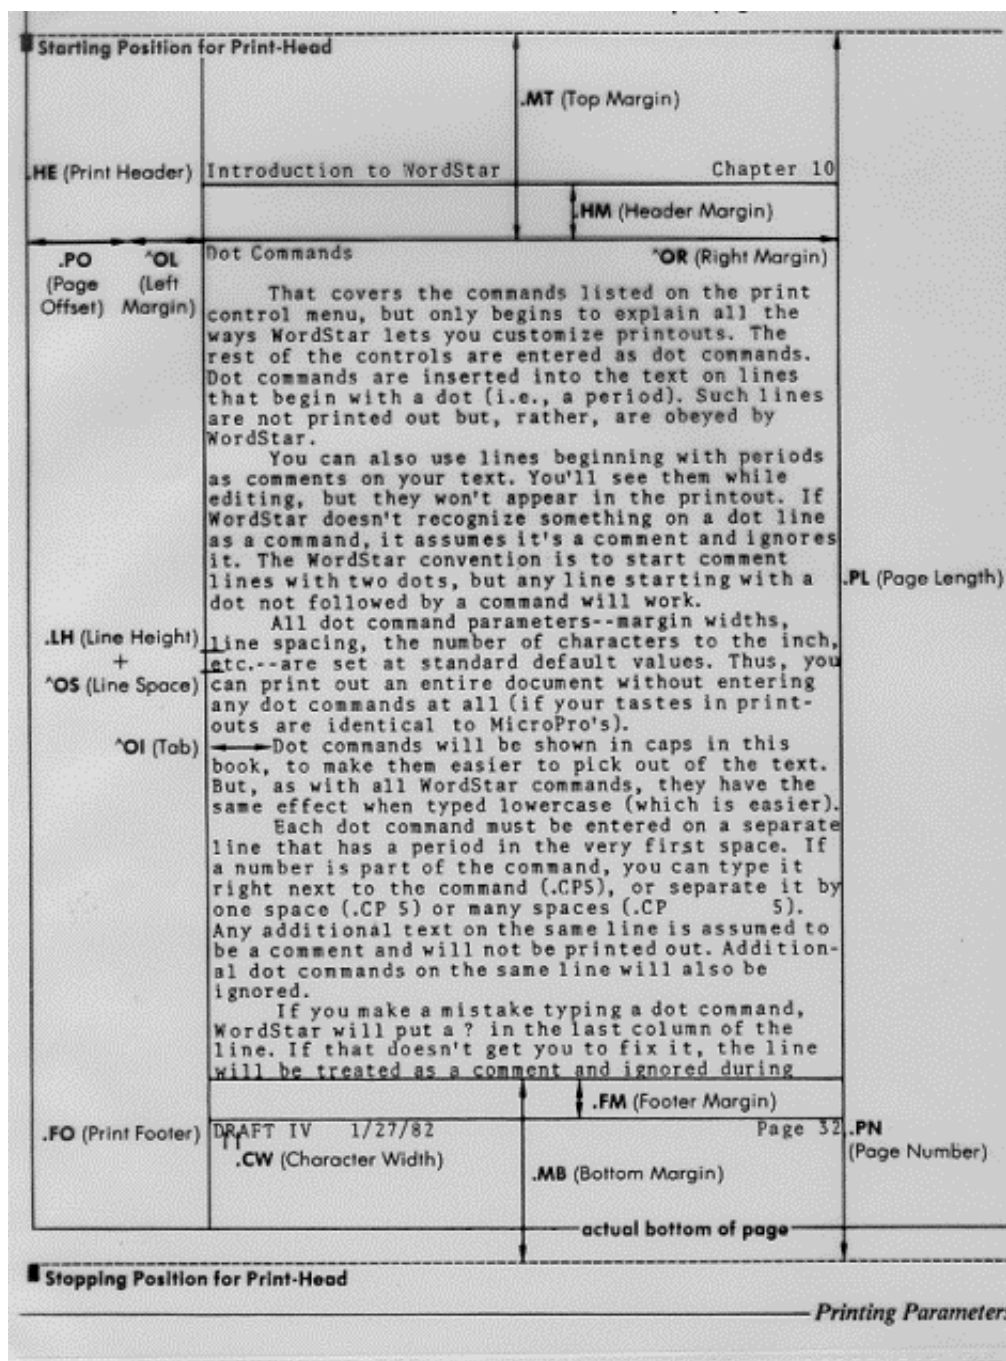 Starting Position for Print-Head
.MT (Top Margin)
.HE (Print Header) Introduction to WordStar Chapter 10
.HM (Header Margin)
.PO (Page Offset) ^OL (Left Margin) Dot Commands ^OR (Right Margin)
That covers the commands listed on the print
control menu, but only begins to explain all the
ways WordStar lets you customize printouts. The
rest of the controls are entered as dot commands.
Dot commands are inserted into the text on lines
that begin with a dot (i.e., a period). Such lines
are not printed out but, rather, are obeyed by
WordStar.
You can also use lines beginning with periods
as comments on your text. You'll see them while
editing, but they won't appear in the printout. If
WordStar doesn't recognize something on a dot line
as a command, it assumes it's a comment and ignores
it. The WordStar convention is to start comment
lines with two dots, but any line starting with a
.PL (Page Length)
dot not followed by a command will work.
All dot command parameters--margin widths,
.LH (Line Height) line spacing, the number of characters to the inch,
+ etc.--are set at standard default values. Thus, you
^OS (Line Space) can print out an entire document without entering
any dot commands at all (if your tastes in print-
outs are identical to MicroPro's).
^OI (Tab) Dot commands will be shown in caps in this
book, to make them easier to pick out of the text.
But, as with all WordStar commands, they have the
same effect when typed lowercase (which is easier).
Each dot command must be entered on a separate
line that has a period in the very first space. If
a number is part of the command, you can type it
right next to the command (.CP5), or separate it by
one space (.CP 5) or many spaces (.CP 5).
Any additional text on the same line is assumed to
be a comment and will not be printed out. Addition-
al dot commands on the same line will also be
ignored.
If you make a mistake typing a dot command,
WordStar will put a ? in the last column of the
line. If that doesn't get you to fix it, the line
will be treated as a comment and ignored during
.FM (Footer Margin)
.FO (Print Footer) DRAFT IV 1/27/82 Page 32 .PN
(Page Number)
.CW (Character Width)
.MB (Bottom Margin)
actual bottom of page
Stopping Position for Print-Head
Printing Parameters